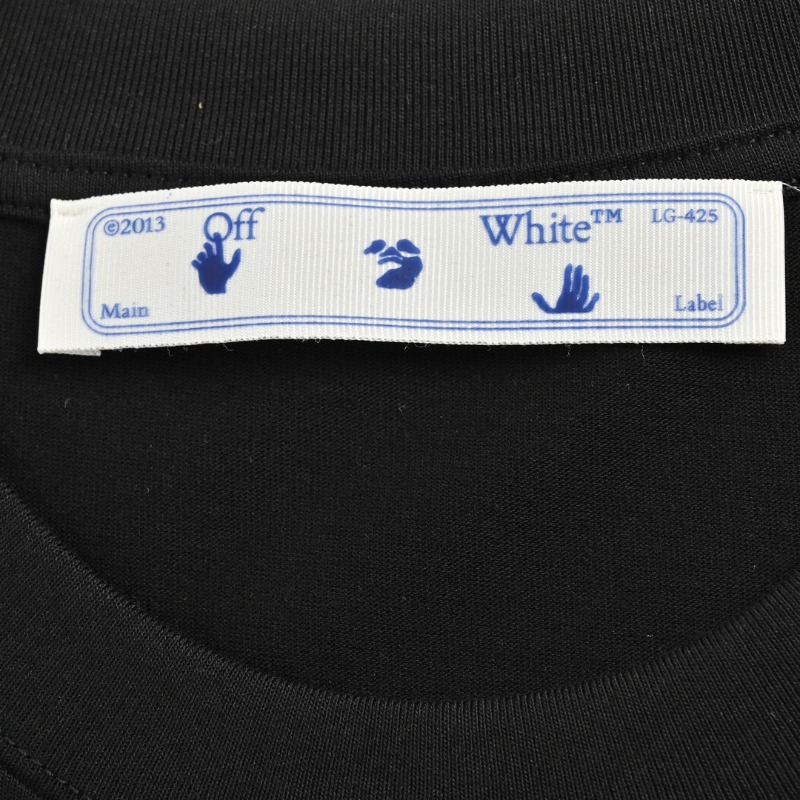 ©2013 Off White™ LG-425
Main Label